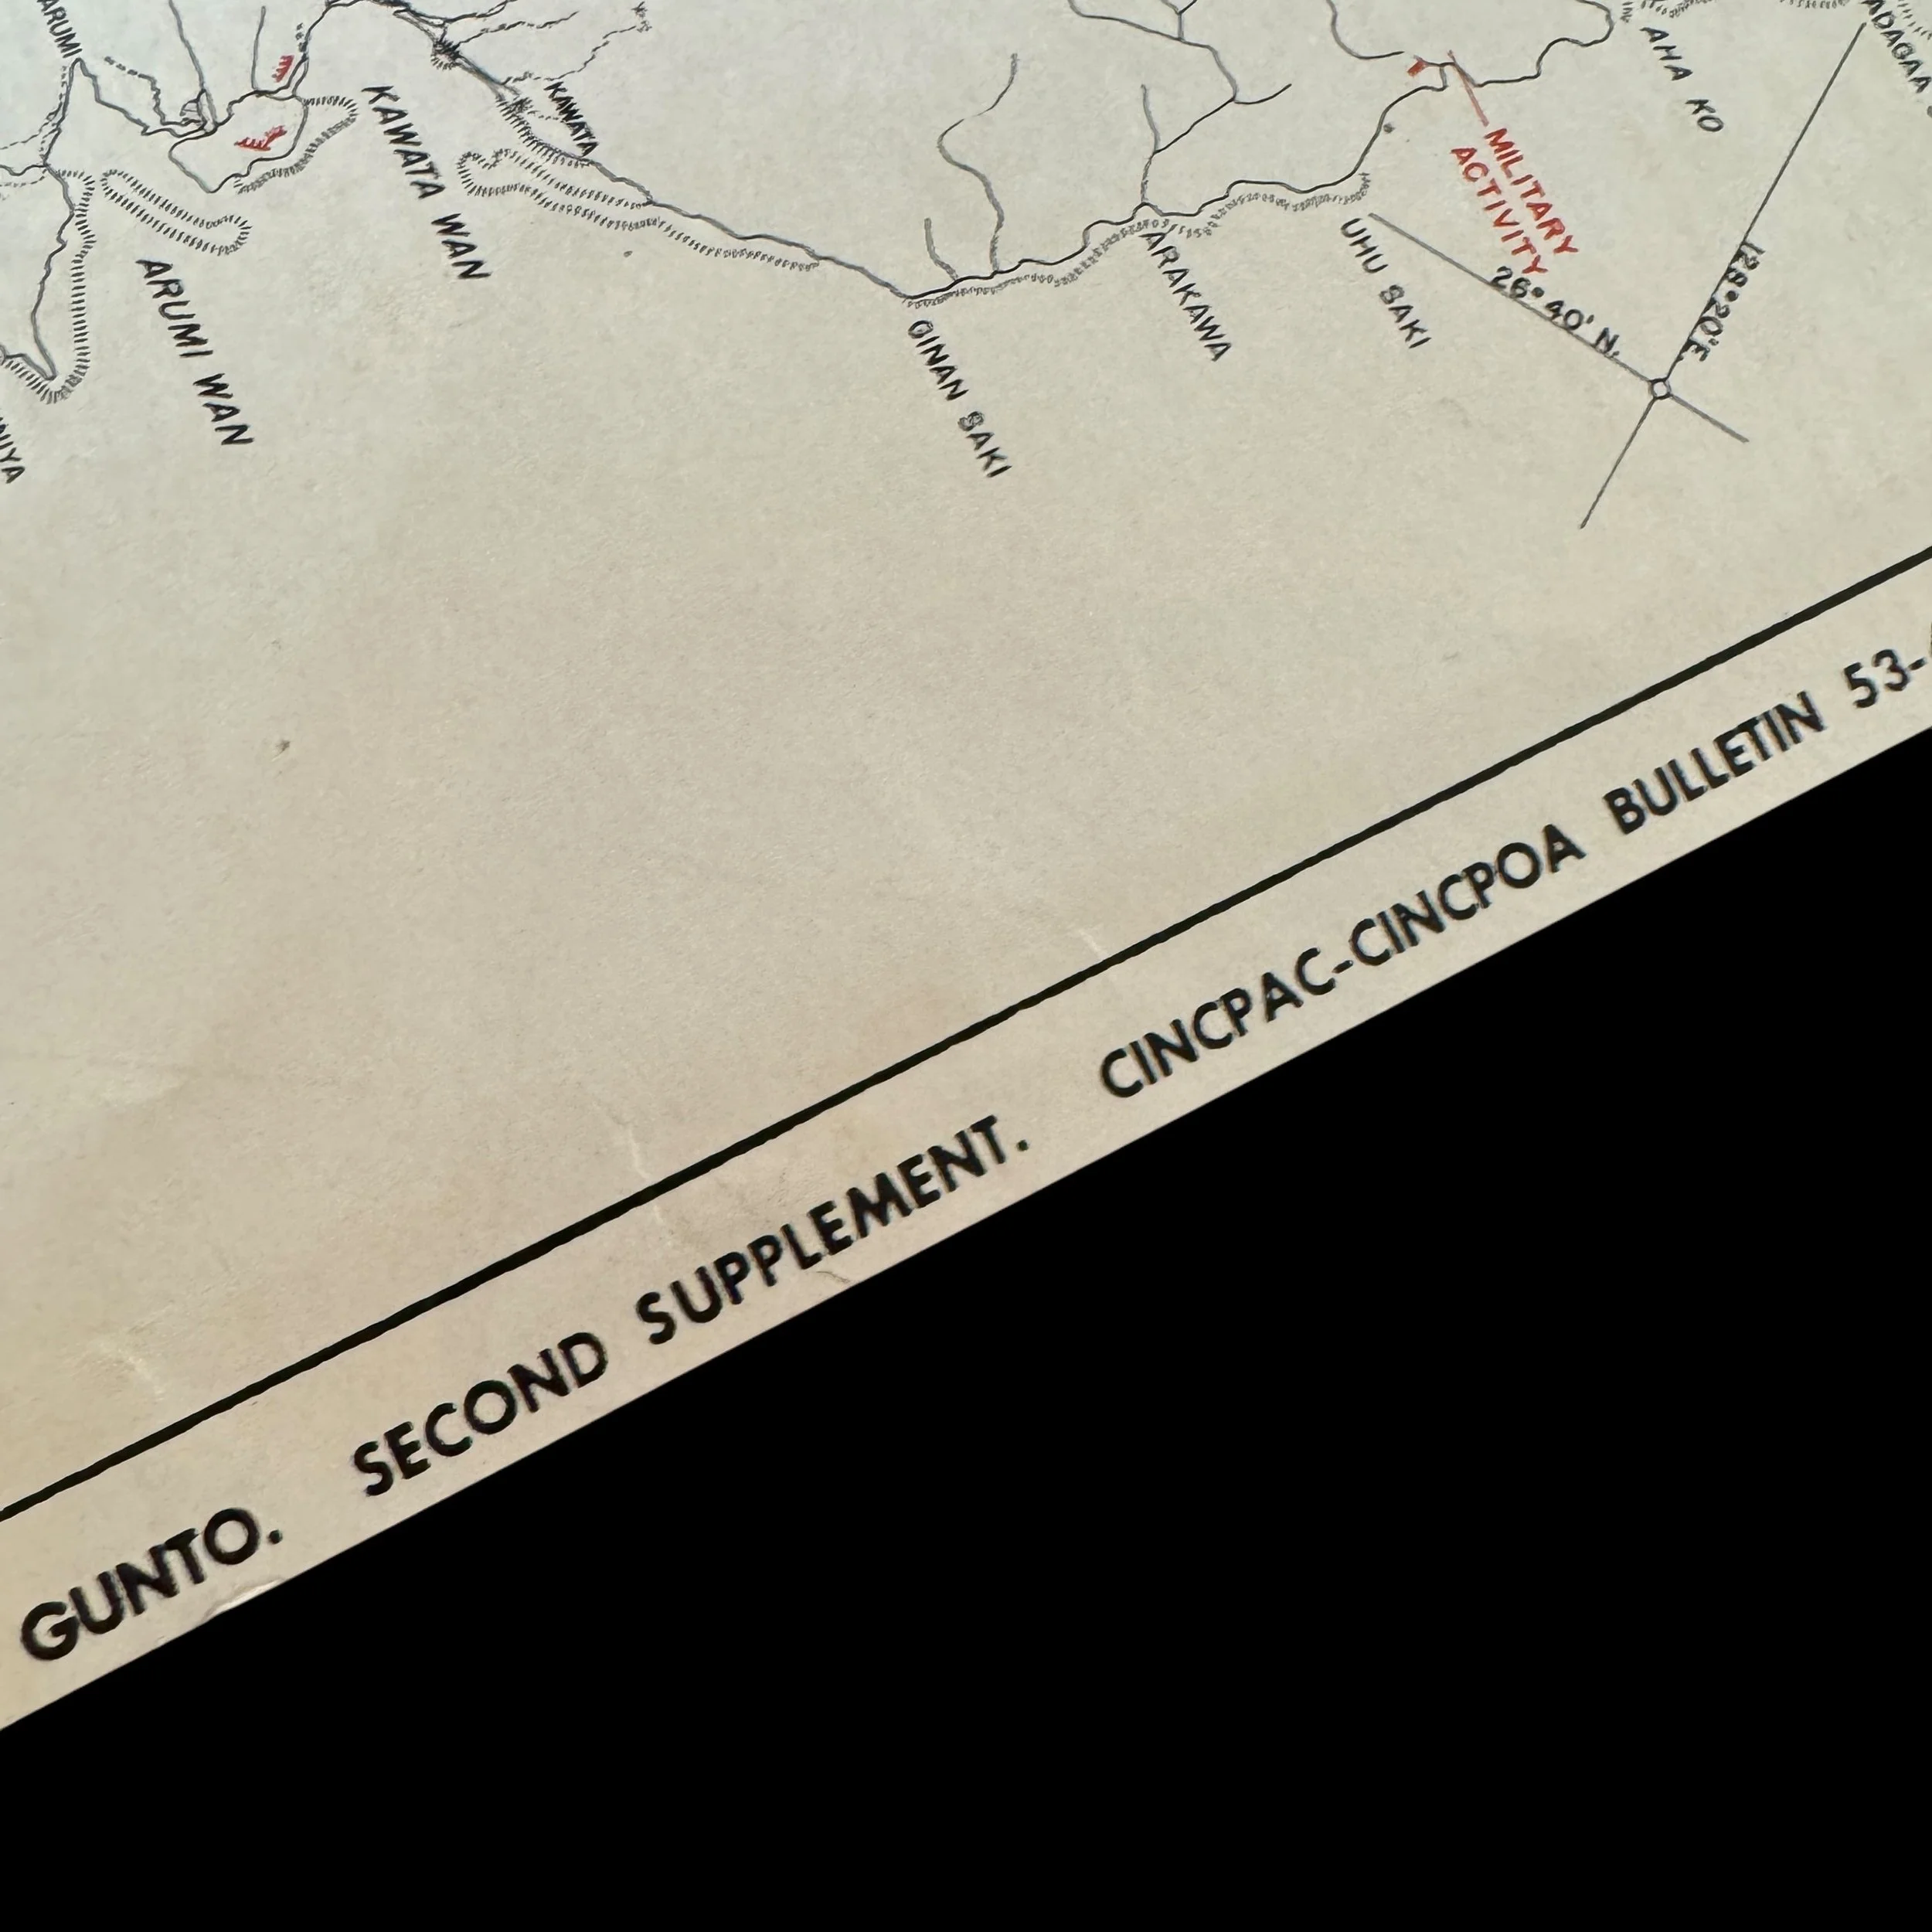 ARUMI
KAWATA WAN
KAWATA
ARUMI WAN
GINAN SAKI
ARAKAWA
UHU SAKI
MILITARY
ACTIVITY
AHA KO
26° 40' N.
128°20'E
GUNTO. SECOND SUPPLEMENT. CINCPAC-CINCPOA BULLETIN 53-